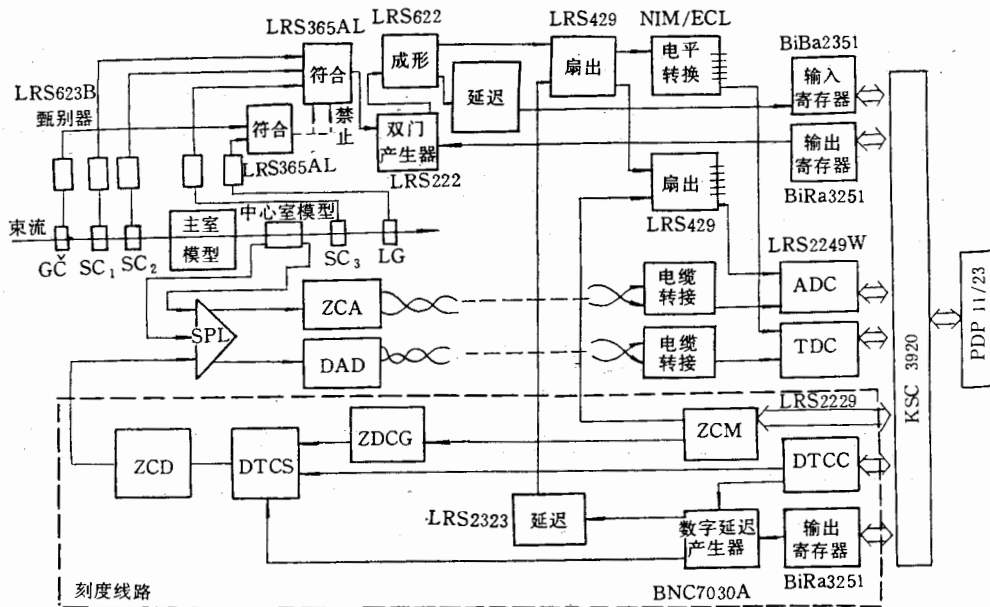 LRS365AL
LRS622
LRS429
NIM/ECL
BiBa2351
LRS623B
甄别器
符合
成形
延迟
扇出
电平
转换
输入
寄存器
符合
禁止
LRS365AL
双门
产生器
LRS222
输出
寄存器
BiRa3251
扇出
LRS429
束流
GČ
SC₁
SC₂
主室
模型
中心室模型
SC₃
LG
LRS2249W
SPL
ZCA
电缆
转接
ADC
DAD
电缆
转接
TDC
KSC 3920
PDP 11/23
LRS2229
ZCD
DTCS
ZDCG
ZCM
DTCC
LRS2323
延迟
数字延迟
产生器
输出
寄存器
刻度线路
BNC7030A
BiRa3251